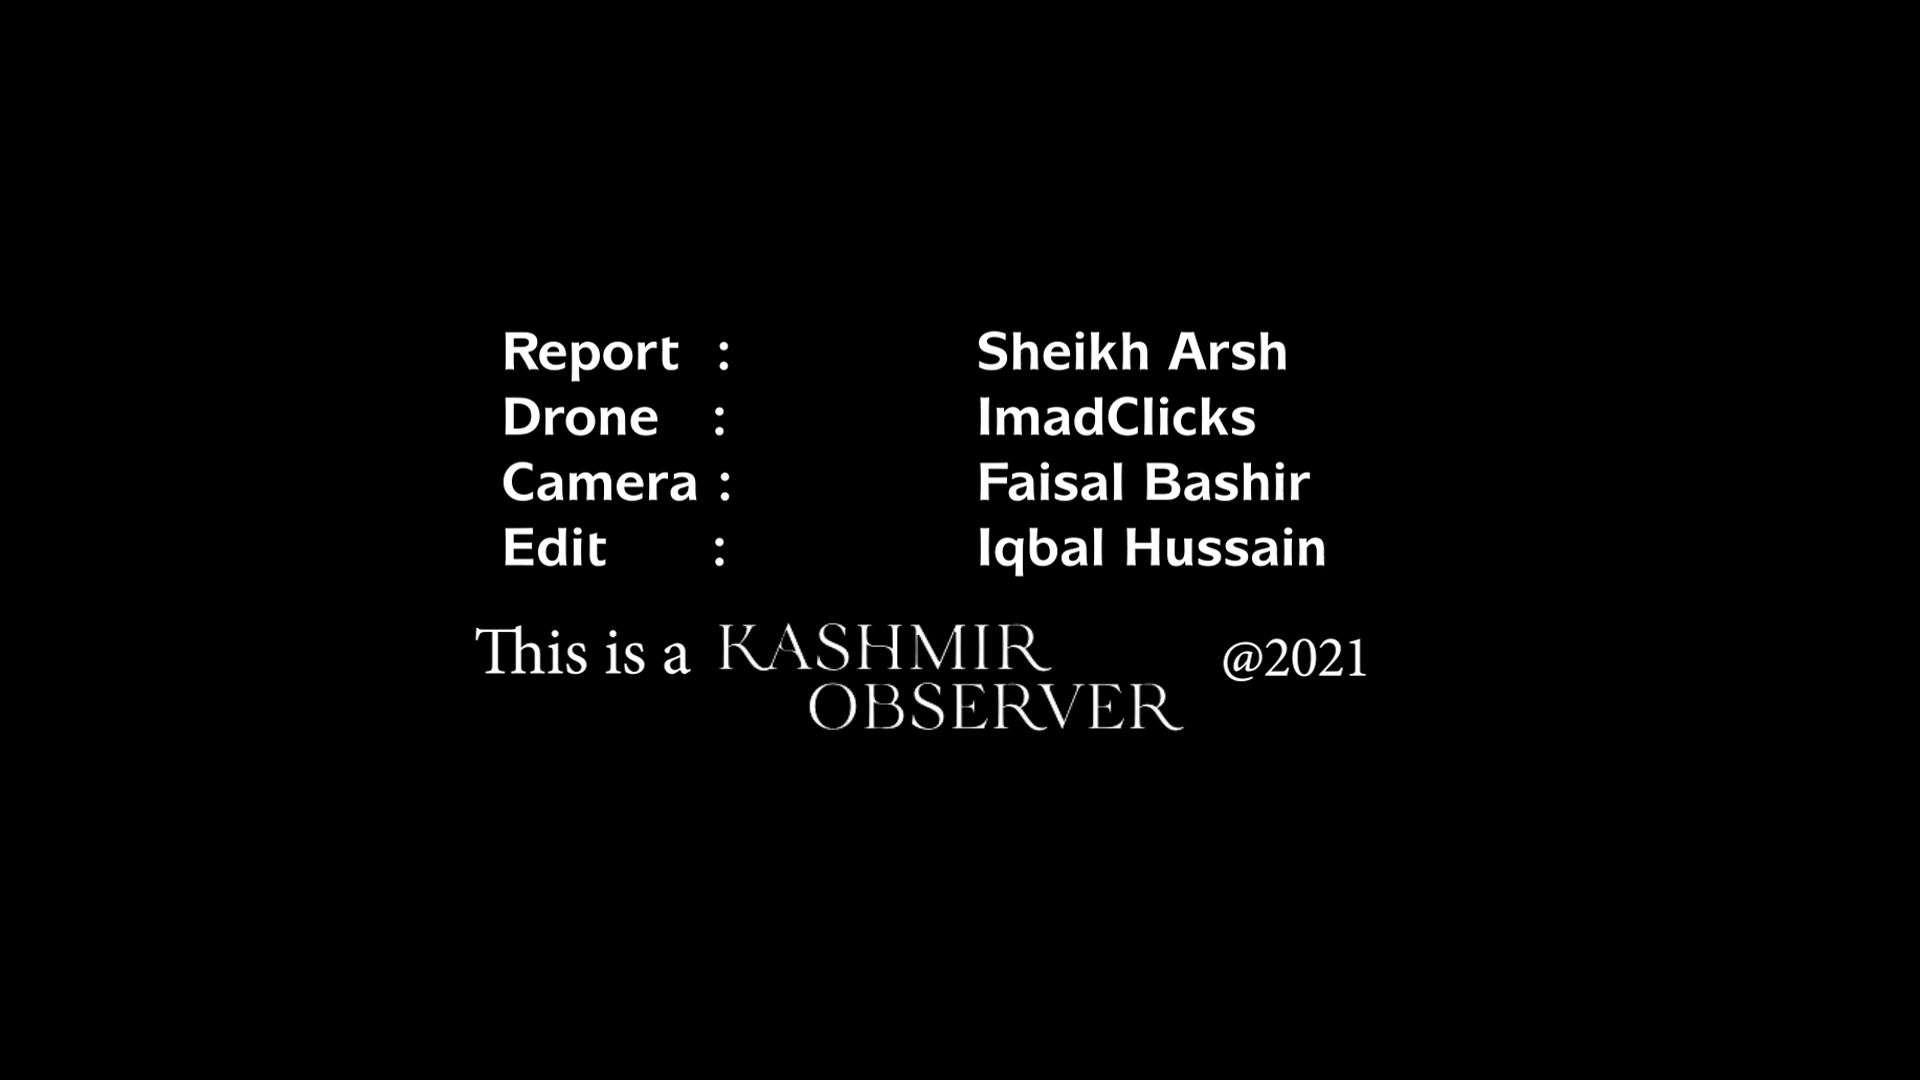 Report : Sheikh Arsh
Drone : ImadClicks
Camera : Faisal Bashir
Edit : Iqbal Hussain
This is a KASHMIR @2021
OBSERVER